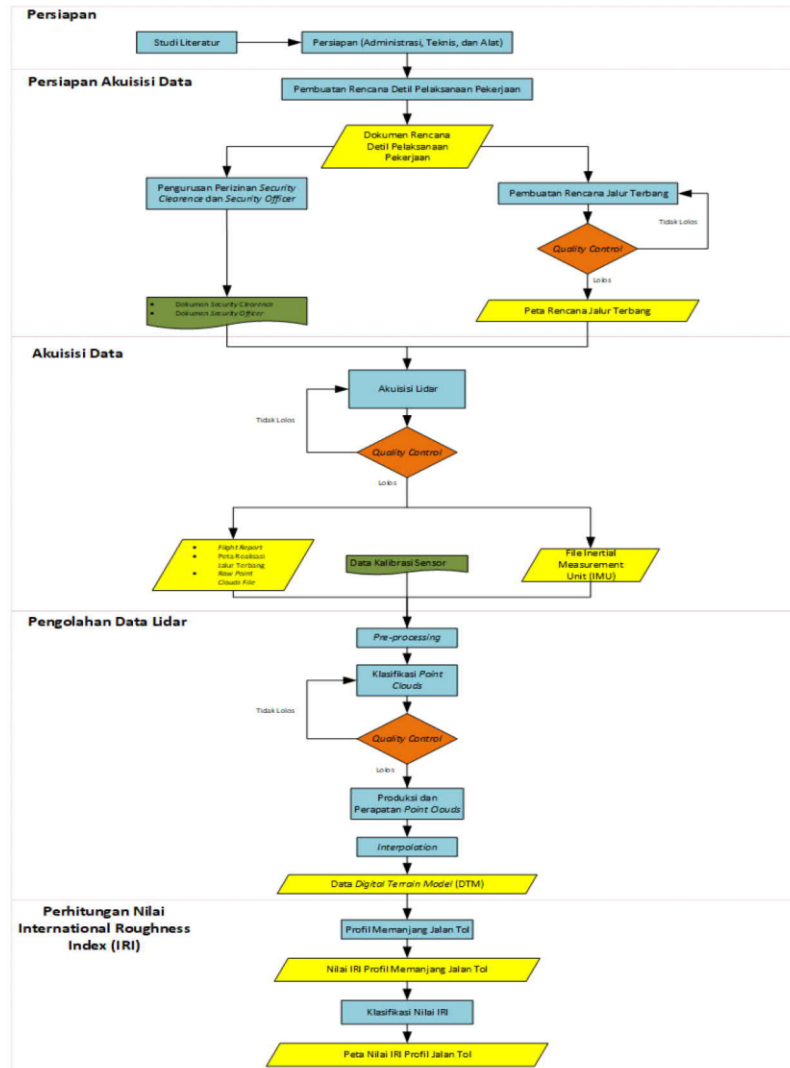 Persiapan
Studi Literatur
Persiapan (Administrasi, Teknis, dan Alat)
Persiapan Akuisisi Data
Pembuatan Rencana Detil Pelaksanaan Pekerjaan
Dokumen Rencana
Detil Pelaksanaan
Pekerjaan
Pengurusan Perizinan Security
Clearence dan Security Officer
Pembuatan Rencana Jalur Terbang
Tidak Lolos
Quality Control
Lolos
• Dokumen Security Clearence
• Dokumen Security Officer
Peta Rencana Jalur Terbang
Akuisisi Data
Akuisisi Lidar
Tidak Lolos
Quality Control
Lolos
• Flight Report
• Peta Realisasi
Jalur Terbang
• Raw Point
Clouds File
Data Kalibrasi Sensor
File Inertial
Measurement
Unit (IMU)
Pengolahan Data Lidar
Pre-processing
Klasifikasi Point
Clouds
Tidak Lolos
Quality Control
Lolos
Produksi dan
Perapatan Point Clouds
Interpolation
Data Digital Terrain Model (DTM)
Perhitungan Nilai
International Roughness
Index (IRI)
Profil Memanjang Jalan Tol
Nilai IRI Profil Memanjang Jalan Tol
Klasifikasi Nilai IRI
Peta Nilai IRI Profil Jalan Tol